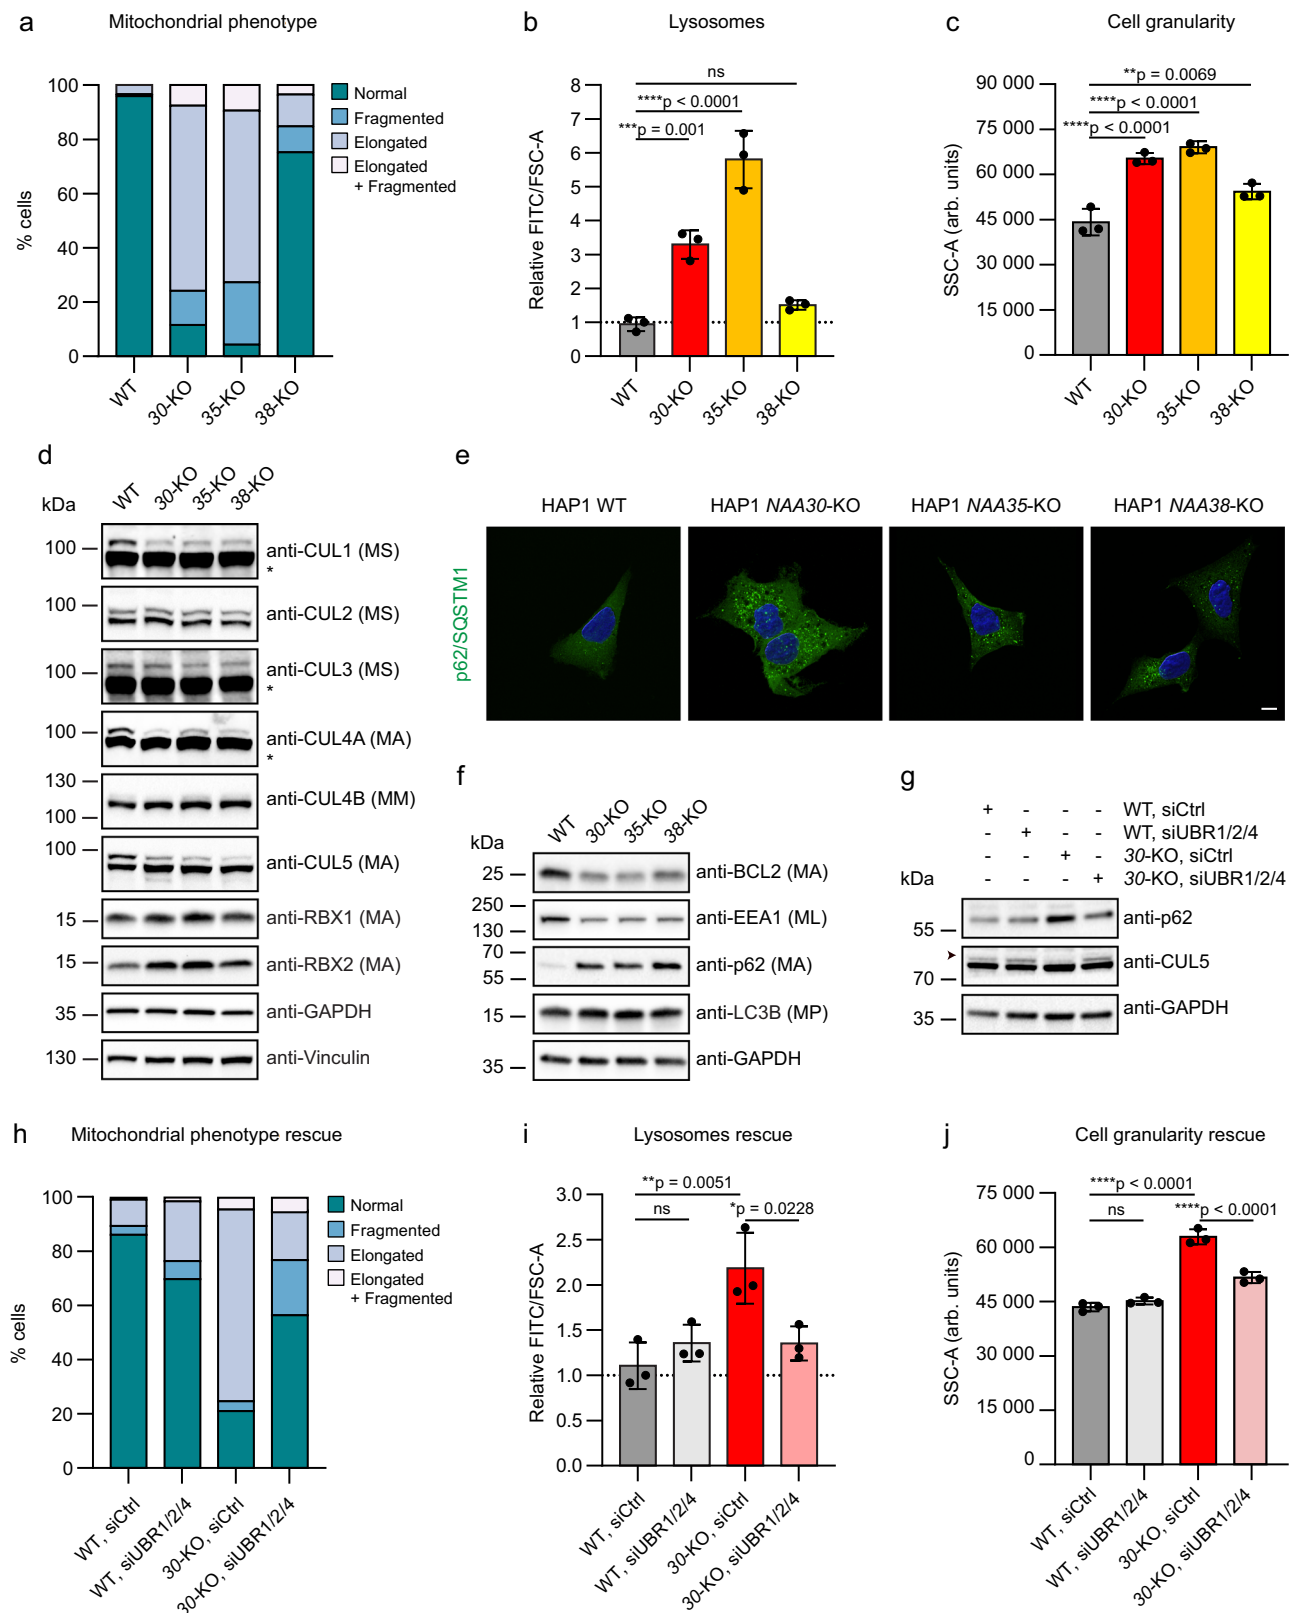 a Mitochondrial phenotype
% cells
100
80
60
40
20
0
Normal
Fragmented
Elongated
Elongated
+ Fragmented
WT
30-KO
35-KO
38-KO
b Lysosomes
Relative FITC/FSC-A
8
7
6
5
4
3
2
1
0
ns
****p < 0.0001
***p = 0.001
WT
30-KO
35-KO
38-KO
c Cell granularity
SSC-A (arb. units)
90 000
75 000
60 000
45 000
30 000
15 000
0
**p = 0.0069
****p < 0.0001
****p < 0.0001
WT
30-KO
35-KO
38-KO
d
kDa
WT
30-KO
35-KO
38-KO
100
anti-CUL1 (MS)
*
100
anti-CUL2 (MS)
100
anti-CUL3 (MS)
*
100
anti-CUL4A (MA)
*
130
100
anti-CUL4B (MM)
100
anti-CUL5 (MA)
15
anti-RBX1 (MA)
15
anti-RBX2 (MA)
35
anti-GAPDH
130
anti-Vinculin
e
HAP1 WT
HAP1 NAA30-KO
HAP1 NAA35-KO
HAP1 NAA38-KO
p62/SQSTM1
f
kDa
WT
30-KO
35-KO
38-KO
25
anti-BCL2 (MA)
250
130
anti-EEA1 (ML)
70
55
anti-p62 (MA)
15
anti-LC3B (MP)
35
anti-GAPDH
g
+ - - - WT, siCtrl
- + - - WT, siUBR1/2/4
- - + - 30-KO, siCtrl
- - - + 30-KO, siUBR1/2/4
kDa
55
anti-p62
70
anti-CUL5
35
anti-GAPDH
h Mitochondrial phenotype rescue
% cells
100
80
60
40
20
0
Normal
Fragmented
Elongated
Elongated
+ Fragmented
WT, siCtrl
WT, siUBR1/2/4
30-KO, siCtrl
30-KO, siUBR1/2/4
i Lysosomes rescue
Relative FITC/FSC-A
3.0
2.5
2.0
1.5
1.0
0.5
0.0
**p = 0.0051
ns
*p = 0.0228
WT, siCtrl
WT, siUBR1/2/4
30-KO, siCtrl
30-KO, siUBR1/2/4
j Cell granularity rescue
SSC-A (arb. units)
75 000
60 000
45 000
30 000
15 000
0
****p < 0.0001
ns
****p < 0.0001
WT, siCtrl
WT, siUBR1/2/4
30-KO, siCtrl
30-KO, siUBR1/2/4